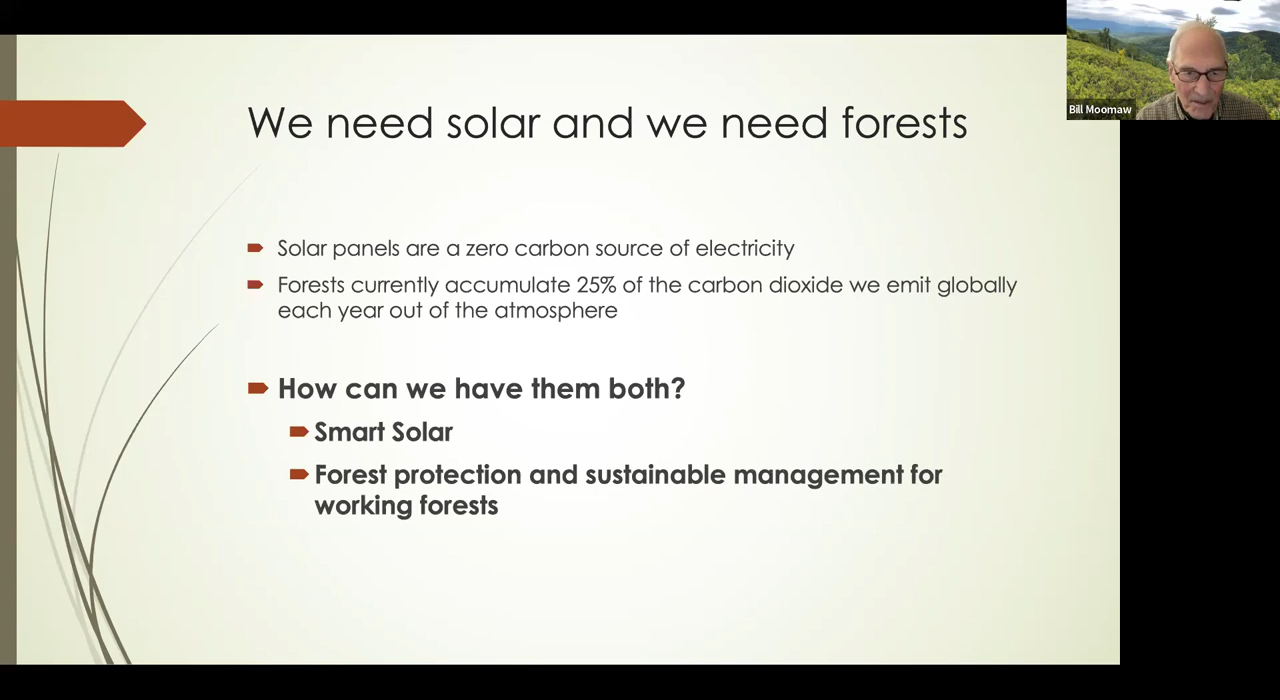 Bill Moomaw
We need solar and we need forests
Solar panels are a zero carbon source of electricity
Forests currently accumulate 25% of the carbon dioxide we emit globally
each year out of the atmosphere
How can we have them both?
Smart Solar
Forest protection and sustainable management for
working forests